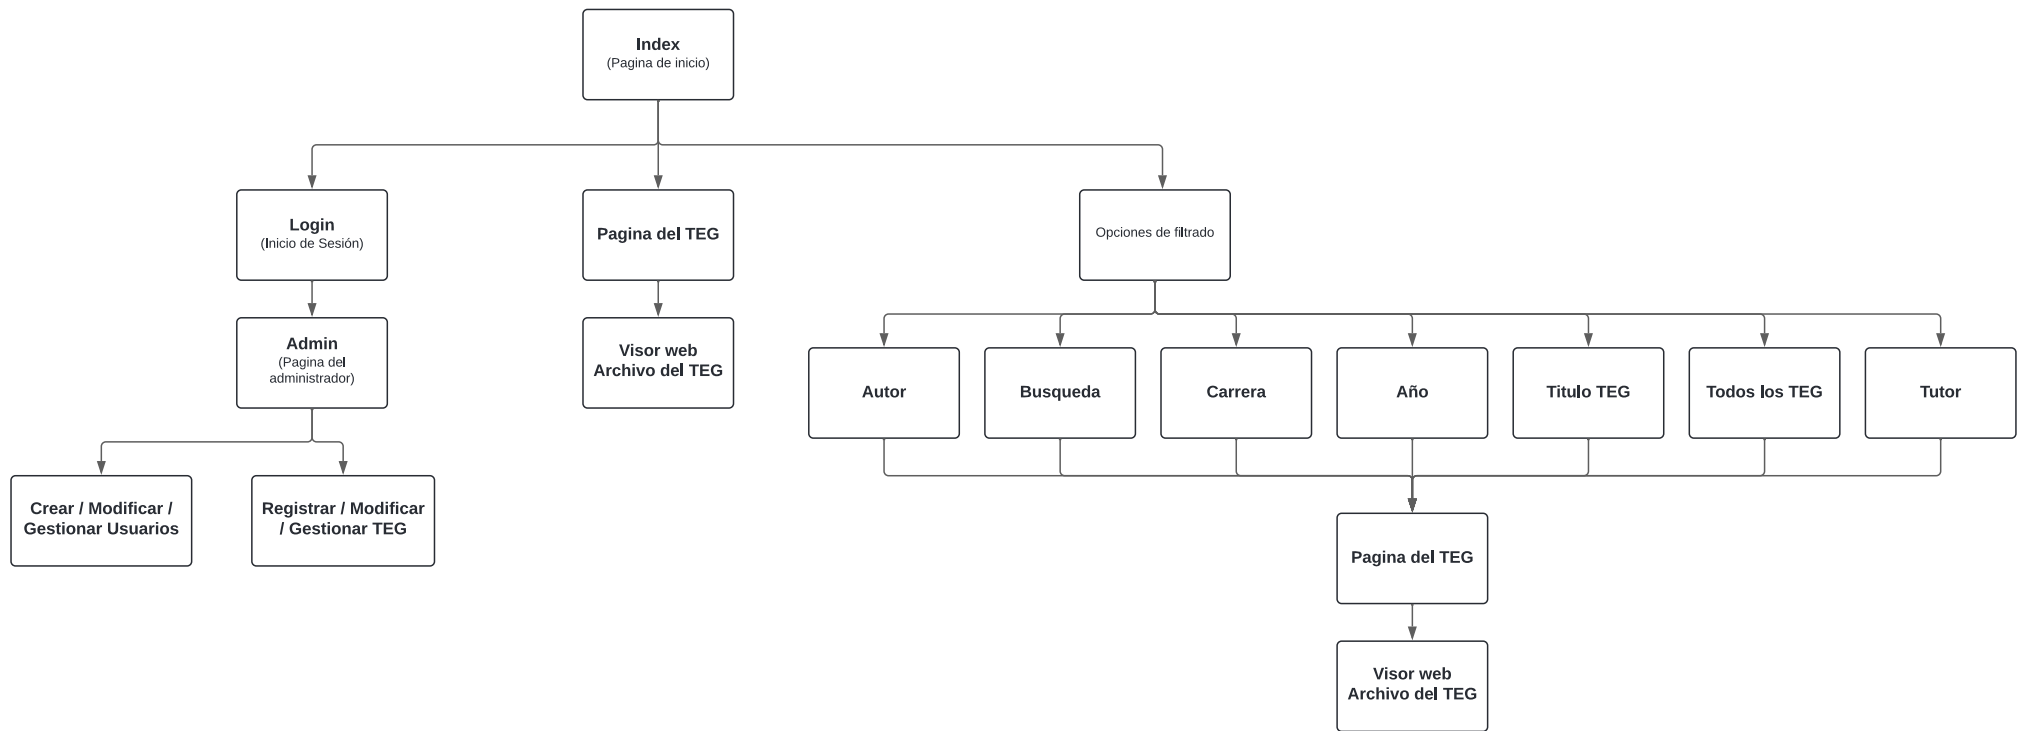 Index
(Pagina de inicio)
Login
(Inicio de Sesión)
Pagina del TEG
Opciones de filtrado
Admin
(Pagina del
administrador)
Visor web
Archivo del TEG
Autor
Busqueda
Carrera
Año
Titulo TEG
Todos los TEG
Tutor
Crear / Modificar /
Gestionar Usuarios
Registrar / Modificar
/ Gestionar TEG
Pagina del TEG
Visor web
Archivo del TEG